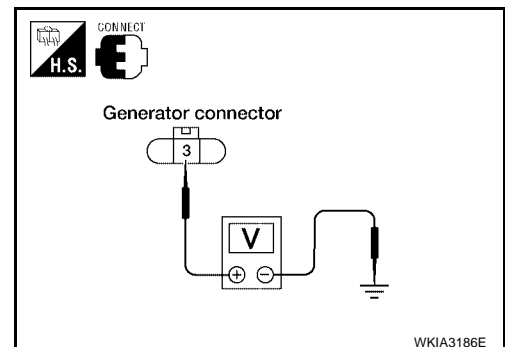 CONNECT
H.S.
Generator connector
3
V
+ −
WKIA3186E